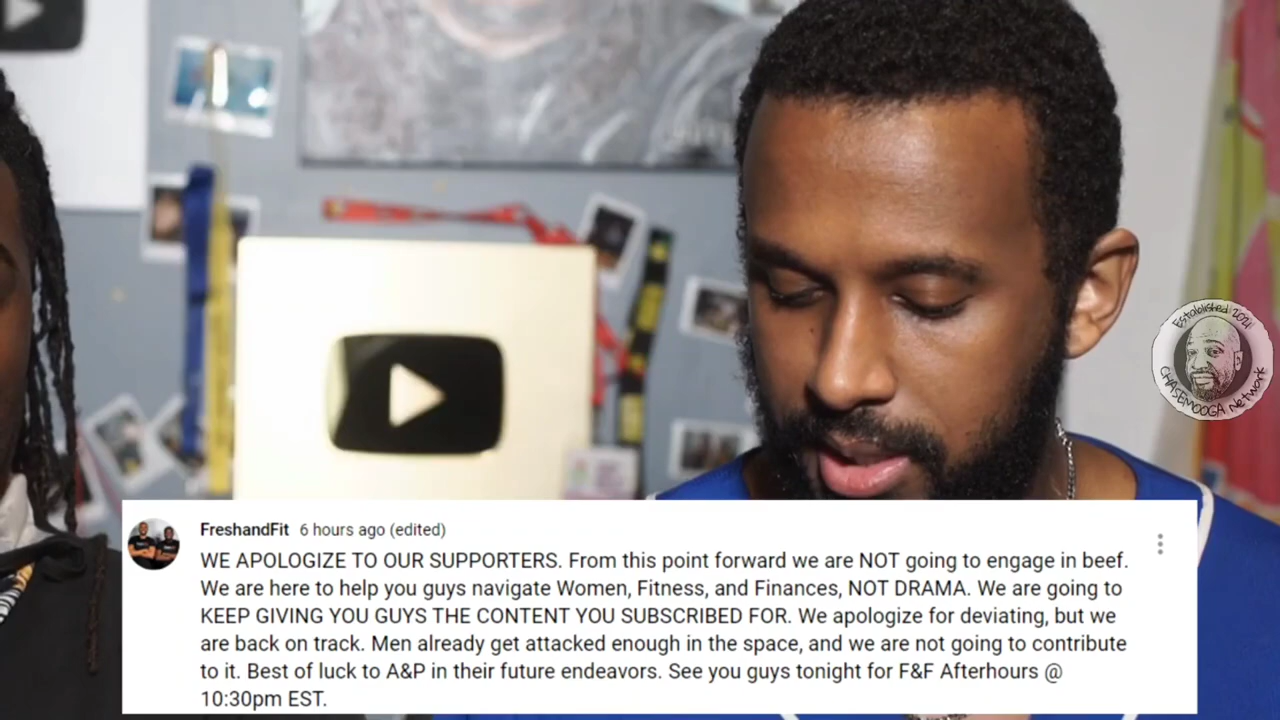 Established 2021
CHASEMOOGA Network
FreshandFit 6 hours ago (edited)
WE APOLOGIZE TO OUR SUPPORTERS. From this point forward we are NOT going to engage in beef.
We are here to help you guys navigate Women, Fitness, and Finances, NOT DRAMA. We are going to
KEEP GIVING YOU GUYS THE CONTENT YOU SUBSCRIBED FOR. We apologize for deviating, but we
are back on track. Men already get attacked enough in the space, and we are not going to contribute
to it. Best of luck to A&P in their future endeavors. See you guys tonight for F&F Afterhours @
10:30pm EST.